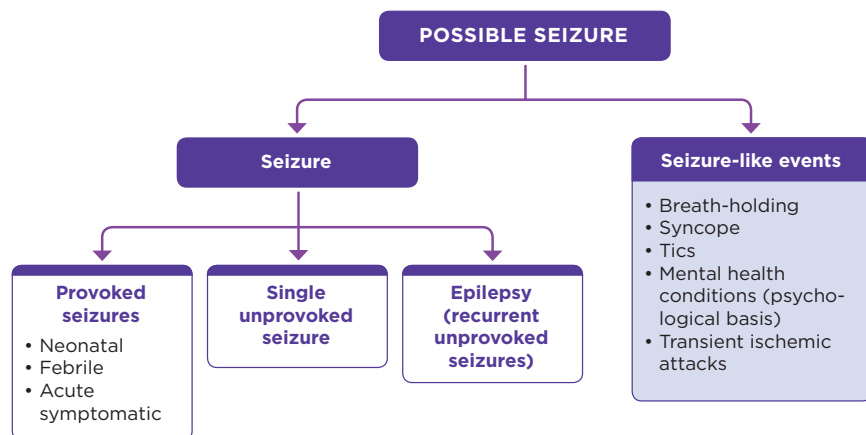 POSSIBLE SEIZURE
Seizure
Seizure-like events
• Breath-holding
• Syncope
• Tics
• Mental health
conditions (psycho-
logical basis)
• Transient ischemic
attacks
Provoked
seizures
• Neonatal
• Febrile
• Acute
symptomatic
Single
unprovoked
seizure
Epilepsy
(recurrent
unprovoked
seizures)